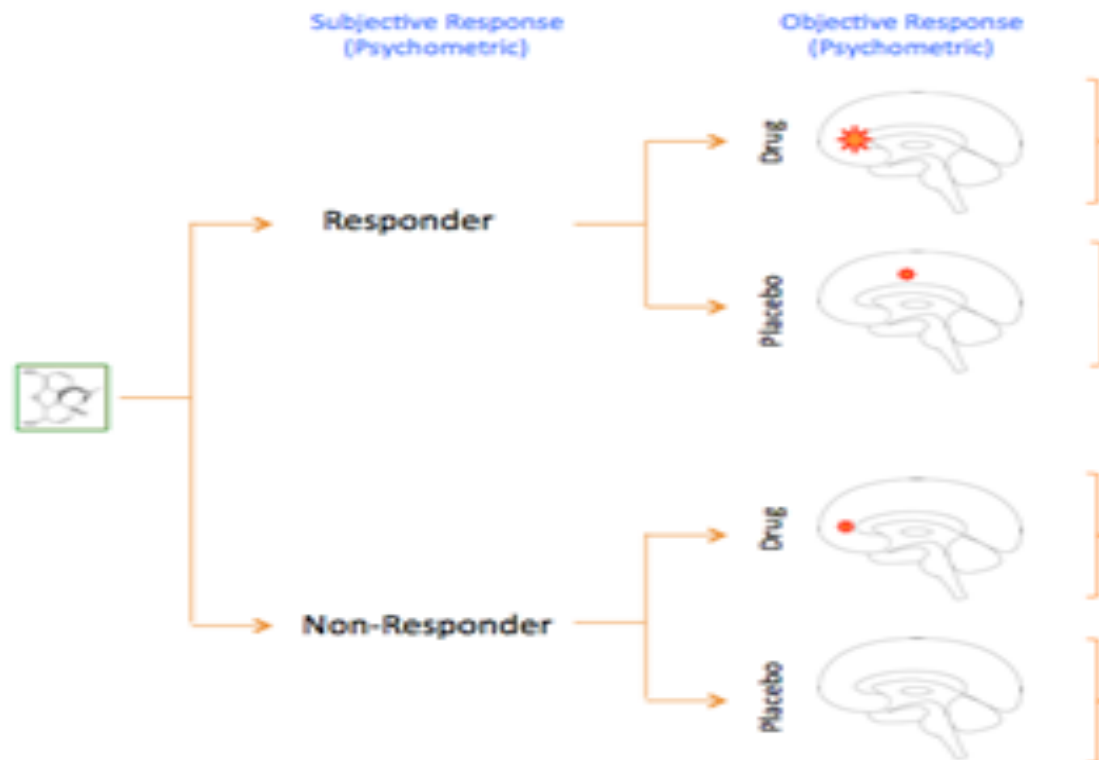 Subjective Response
(Psychometric)
Objective Response
(Psychometric)
Drug
Responder
Placebo
Drug
Non-Responder
Placebo